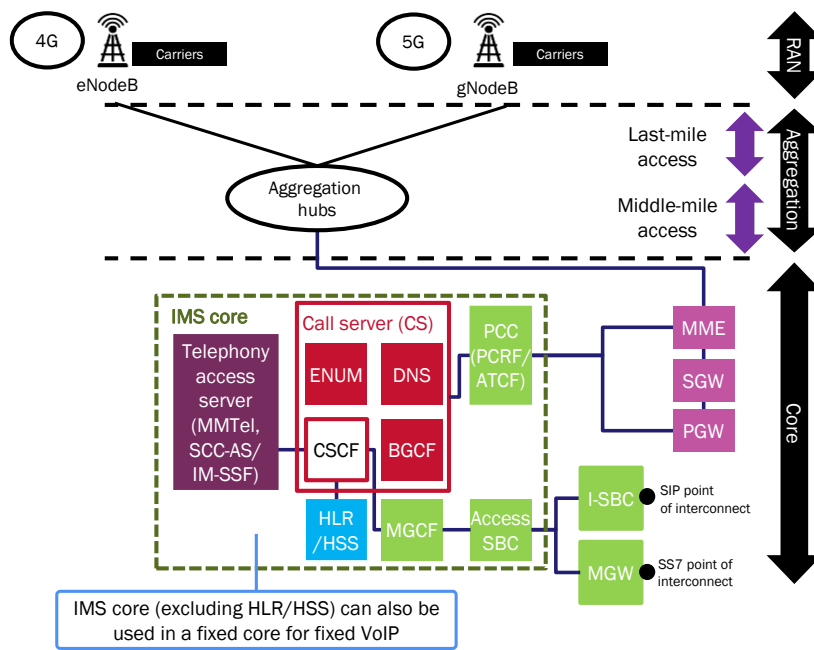 4G
Carriers
eNodeB
5G
Carriers
gNodeB
RAN
Last-mile
access
Middle-mile
access
Aggregation
Aggregation
hubs
IMS core
Call server (CS)
Telephony
access
server
(MMTel,
SCC-AS/
IM-SSF)
ENUM
DNS
CSCF
BGCF
PCC
(PCRF/
ATCF)
MME
SGW
PGW
Core
HLR
/HSS
MGCF
Access
SBC
I-SBC
SIP point
of interconnect
MGW
SS7 point of
interconnect
IMS core (excluding HLR/HSS) can also be
used in a fixed core for fixed VoIP